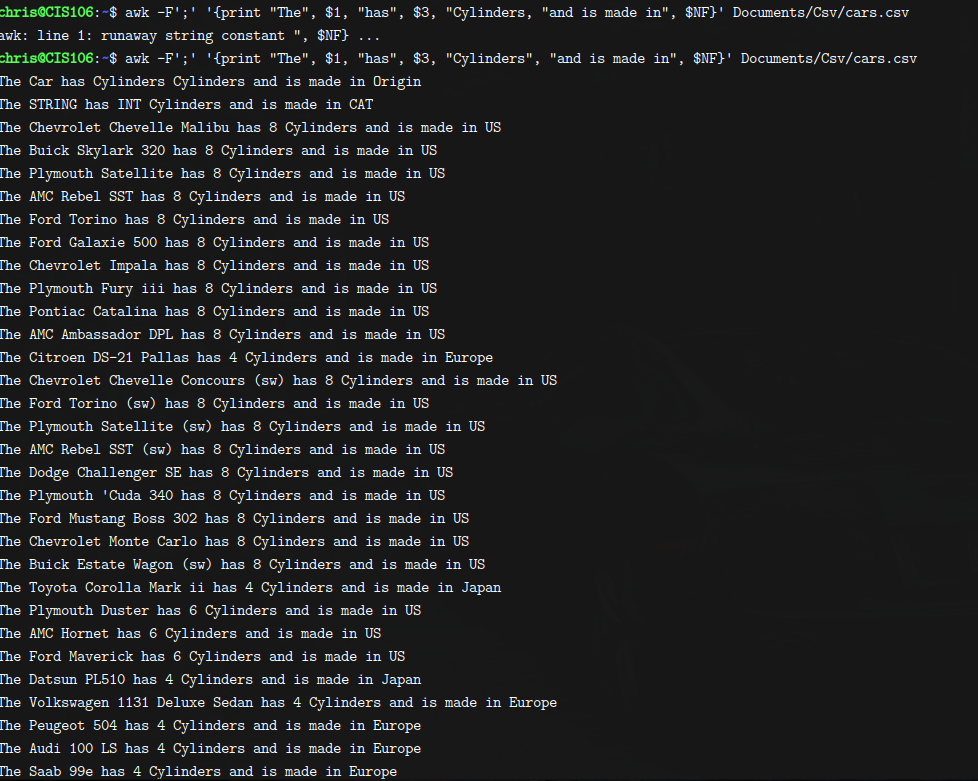 chris@CIS106:~$ awk -F';' '{print "The", $1, "has", $3, "Cylinders, "and is made in", $NF}' Documents/Csv/cars.csv
awk: line 1: runaway string constant ", $NF} ...
chris@CIS106:~$ awk -F';' '{print "The", $1, "has", $3, "Cylinders", "and is made in", $NF}' Documents/Csv/cars.csv
The Car has Cylinders Cylinders and is made in Origin
The STRING has INT Cylinders and is made in CAT
The Chevrolet Chevelle Malibu has 8 Cylinders and is made in US
The Buick Skylark 320 has 8 Cylinders and is made in US
The Plymouth Satellite has 8 Cylinders and is made in US
The AMC Rebel SST has 8 Cylinders and is made in US
The Ford Torino has 8 Cylinders and is made in US
The Ford Galaxie 500 has 8 Cylinders and is made in US
The Chevrolet Impala has 8 Cylinders and is made in US
The Plymouth Fury iii has 8 Cylinders and is made in US
The Pontiac Catalina has 8 Cylinders and is made in US
The AMC Ambassador DPL has 8 Cylinders and is made in US
The Citroen DS-21 Pallas has 4 Cylinders and is made in Europe
The Chevrolet Chevelle Concours (sw) has 8 Cylinders and is made in US
The Ford Torino (sw) has 8 Cylinders and is made in US
The Plymouth Satellite (sw) has 8 Cylinders and is made in US
The AMC Rebel SST (sw) has 8 Cylinders and is made in US
The Dodge Challenger SE has 8 Cylinders and is made in US
The Plymouth 'Cuda 340 has 8 Cylinders and is made in US
The Ford Mustang Boss 302 has 8 Cylinders and is made in US
The Chevrolet Monte Carlo has 8 Cylinders and is made in US
The Buick Estate Wagon (sw) has 8 Cylinders and is made in US
The Toyota Corolla Mark ii has 4 Cylinders and is made in Japan
The Plymouth Duster has 6 Cylinders and is made in US
The AMC Hornet has 6 Cylinders and is made in US
The Ford Maverick has 6 Cylinders and is made in US
The Datsun PL510 has 4 Cylinders and is made in Japan
The Volkswagen 1131 Deluxe Sedan has 4 Cylinders and is made in Europe
The Peugeot 504 has 4 Cylinders and is made in Europe
The Audi 100 LS has 4 Cylinders and is made in Europe
The Saab 99e has 4 Cylinders and is made in Europe